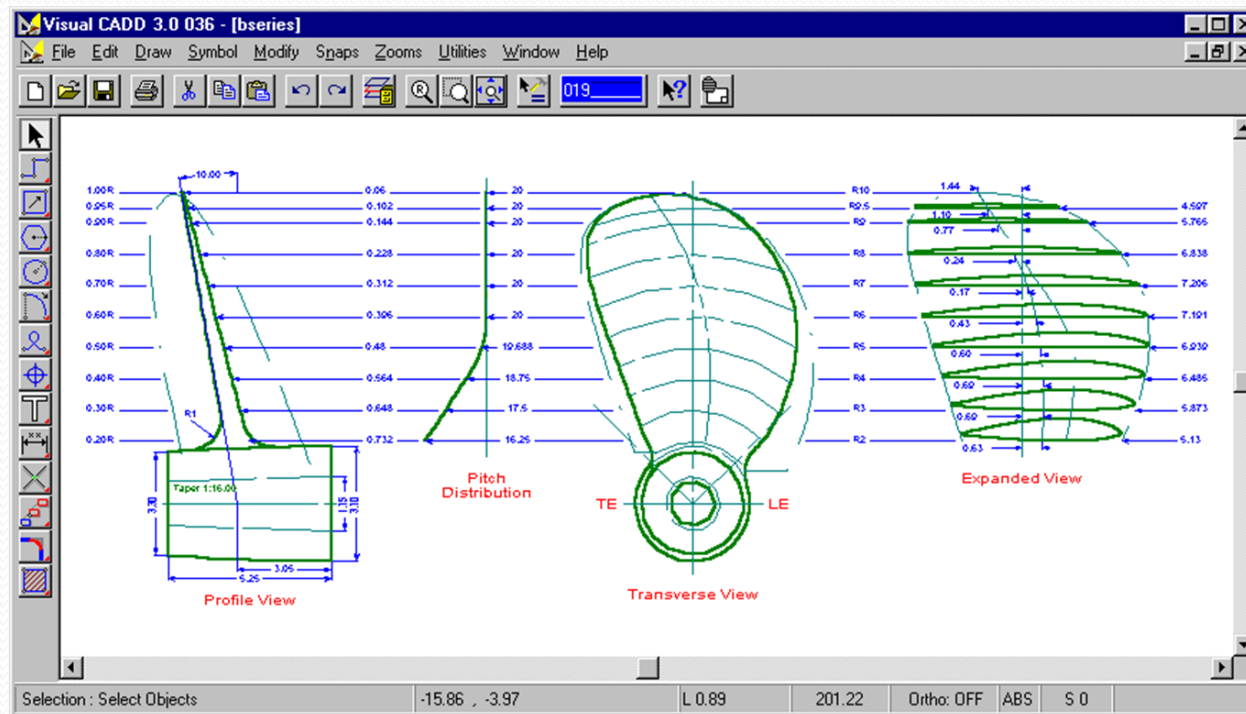 Visual CADD 3.0 036 - [bseries]
File Edit Draw Symbol Modify Snaps Zooms Utilities Window Help
019
10.00
1.44
1.00R 0.06 20 R10
0.95R 0.102 20 R9.5 4.597
1.10
0.90R 0.144 20 R9 5.765
0.77
0.80R 0.228 20 R8 6.838
0.24
0.70R 0.312 20 R7 7.206
0.17
0.60R 0.396 20 R6 7.191
0.43
0.50R 0.48 19.688 R5 6.939
0.60
0.40R 0.564 18.75 R4 6.485
0.69
0.30R 0.648 17.5 R3 5.873
R1
0.69
0.20R 0.732 16.25 R2 5.13
0.63
Pitch
Distribution
Expanded View
Taper 1:16.00
3.30
1.15
3.10
TE
LE
3.05
5.25
Profile View
Transverse View
Selection : Select Objects -15.86 , -3.97 L 0.89 201.22 Ortho: OFF ABS S 0